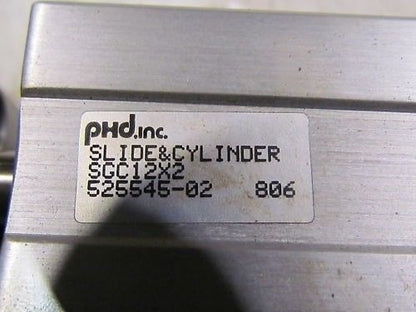 PHD, INC.
SLIDE&CYLINDER
SGC12X2
525545-02 806